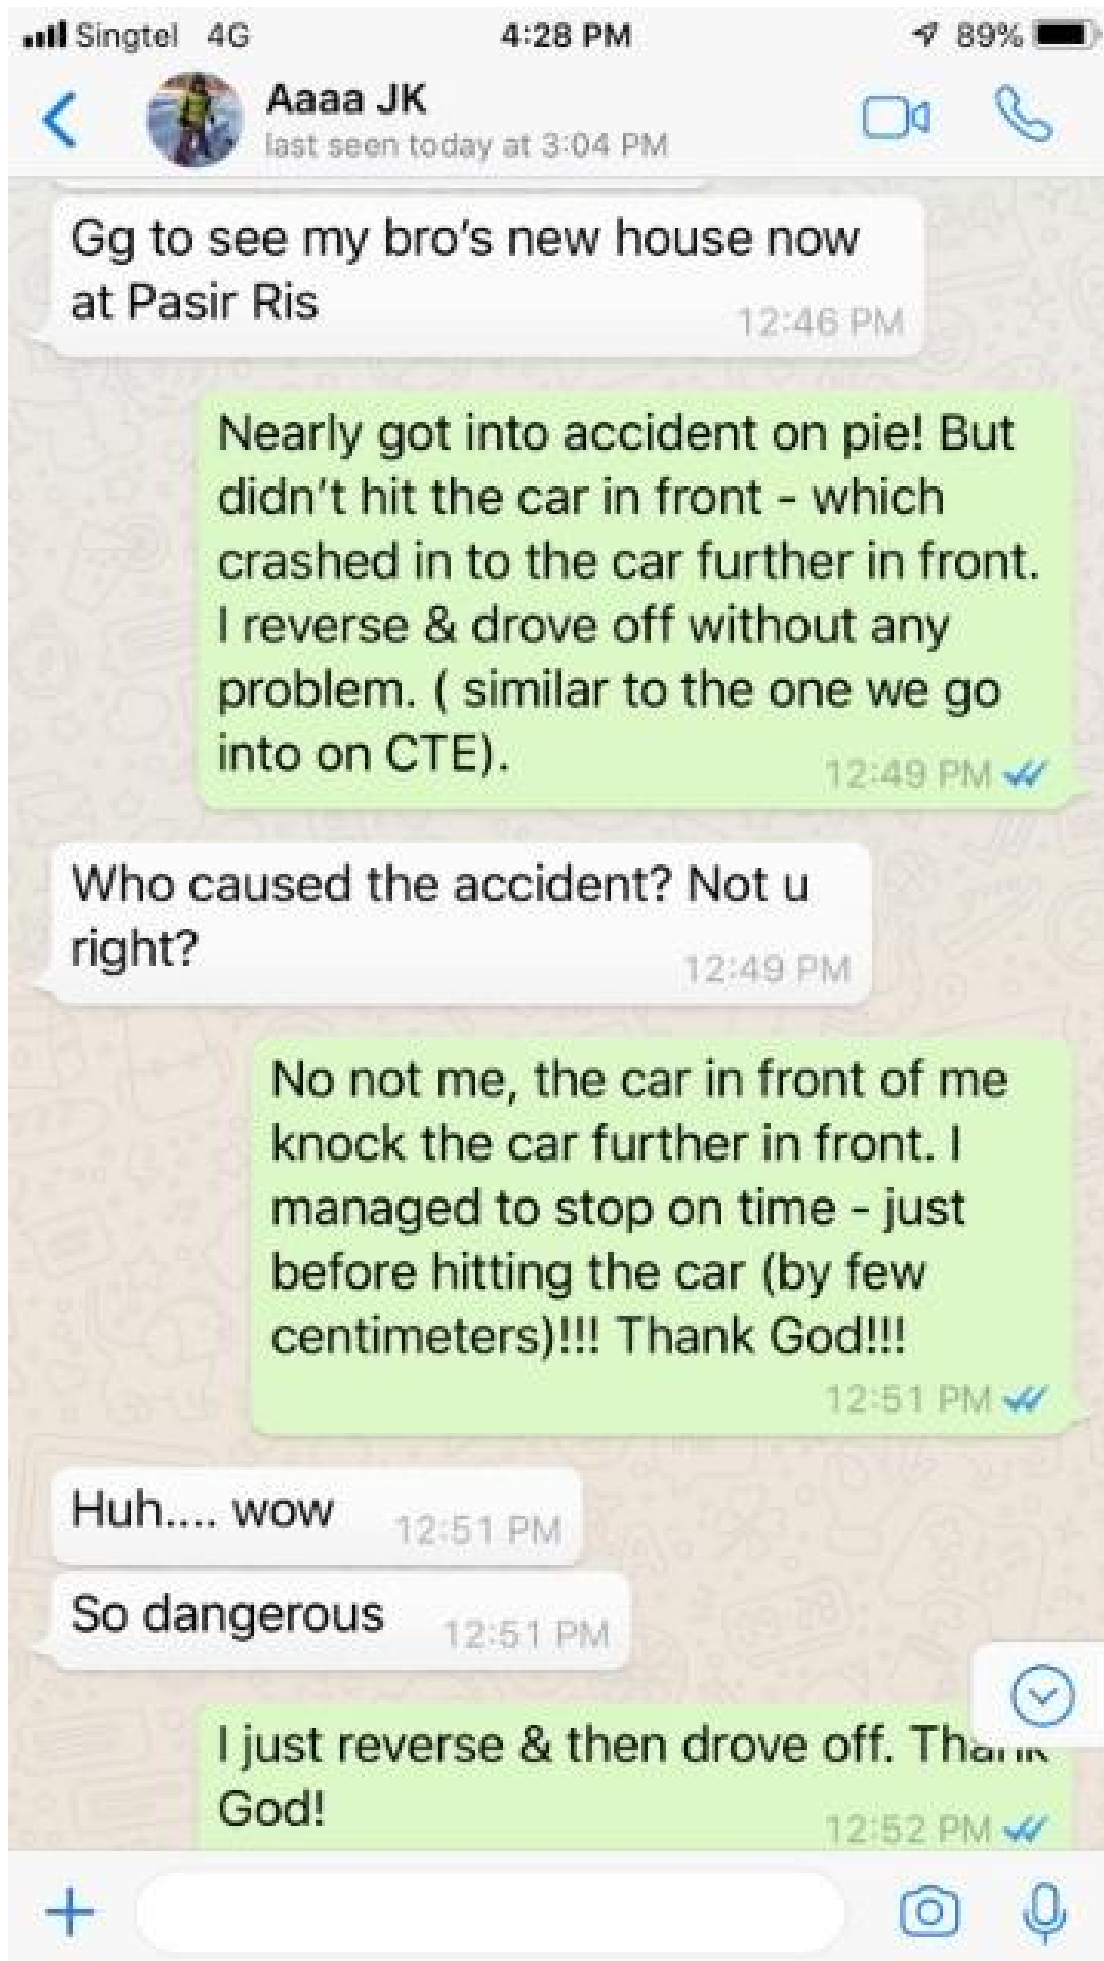 Singtel 4G 4:28 PM 89%
Aaaa JK
last seen today at 3:04 PM
Gg to see my bro's new house now
at Pasir Ris
12:46 PM
Nearly got into accident on pie! But
didn't hit the car in front - which
crashed in to the car further in front.
I reverse & drove off without any
problem. ( similar to the one we go
into on CTE).
12:49 PM
Who caused the accident? Not u
right?
12:49 PM
No not me, the car in front of me
knock the car further in front. I
managed to stop on time - just
before hitting the car (by few
centimeters)!!! Thank God!!!
12:51 PM
Huh.... wow 12:51 PM
So dangerous 12:51 PM
I just reverse & then drove off. Thank
God!
12:52 PM